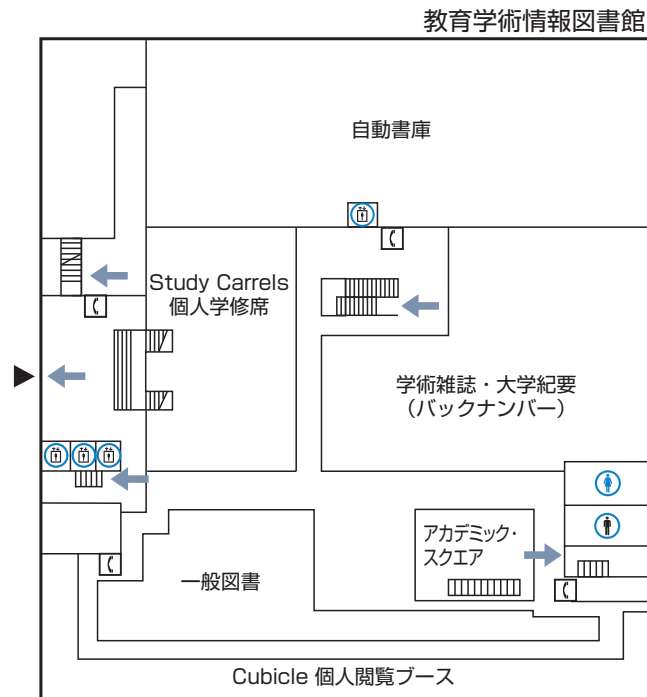 教育学術情報図書館
自動書庫
Study Carrels
個人学修席
学術雑誌・大学紀要
（バックナンバー）
アカデミック・
スクエア
一般図書
Cubicle 個人閲覧ブース